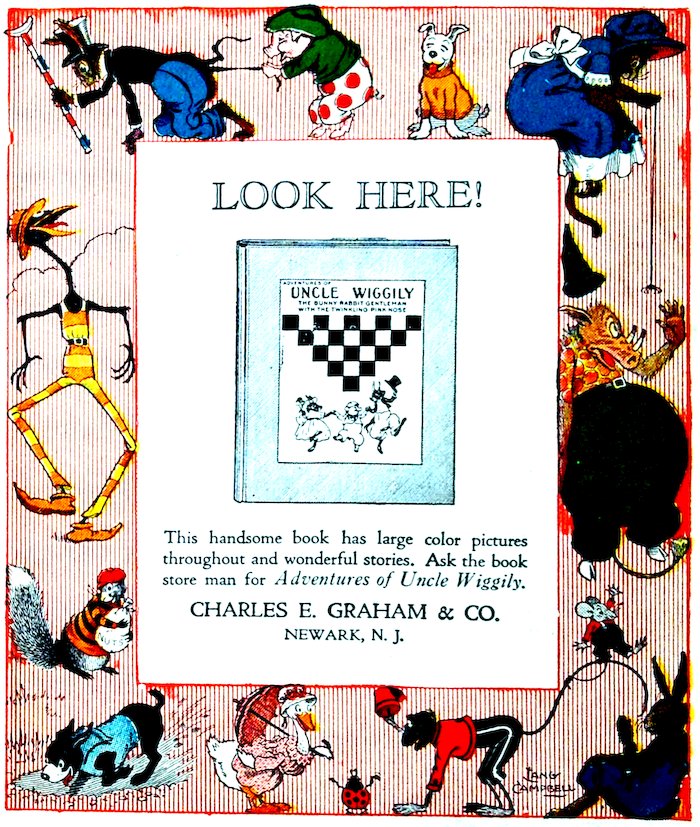 LOOK HERE!
ADVENTURES OF
UNCLE WIGGILY
THE BUNNY RABBIT GENTLEMAN
WITH THE TWINKLING PINK NOSE
This handsome book has large color pictures
throughout and wonderful stories. Ask the book
store man for Adventures of Uncle Wiggily.
CHARLES E. GRAHAM & CO.
NEWARK, N. J.
LANG
CAMPBELL